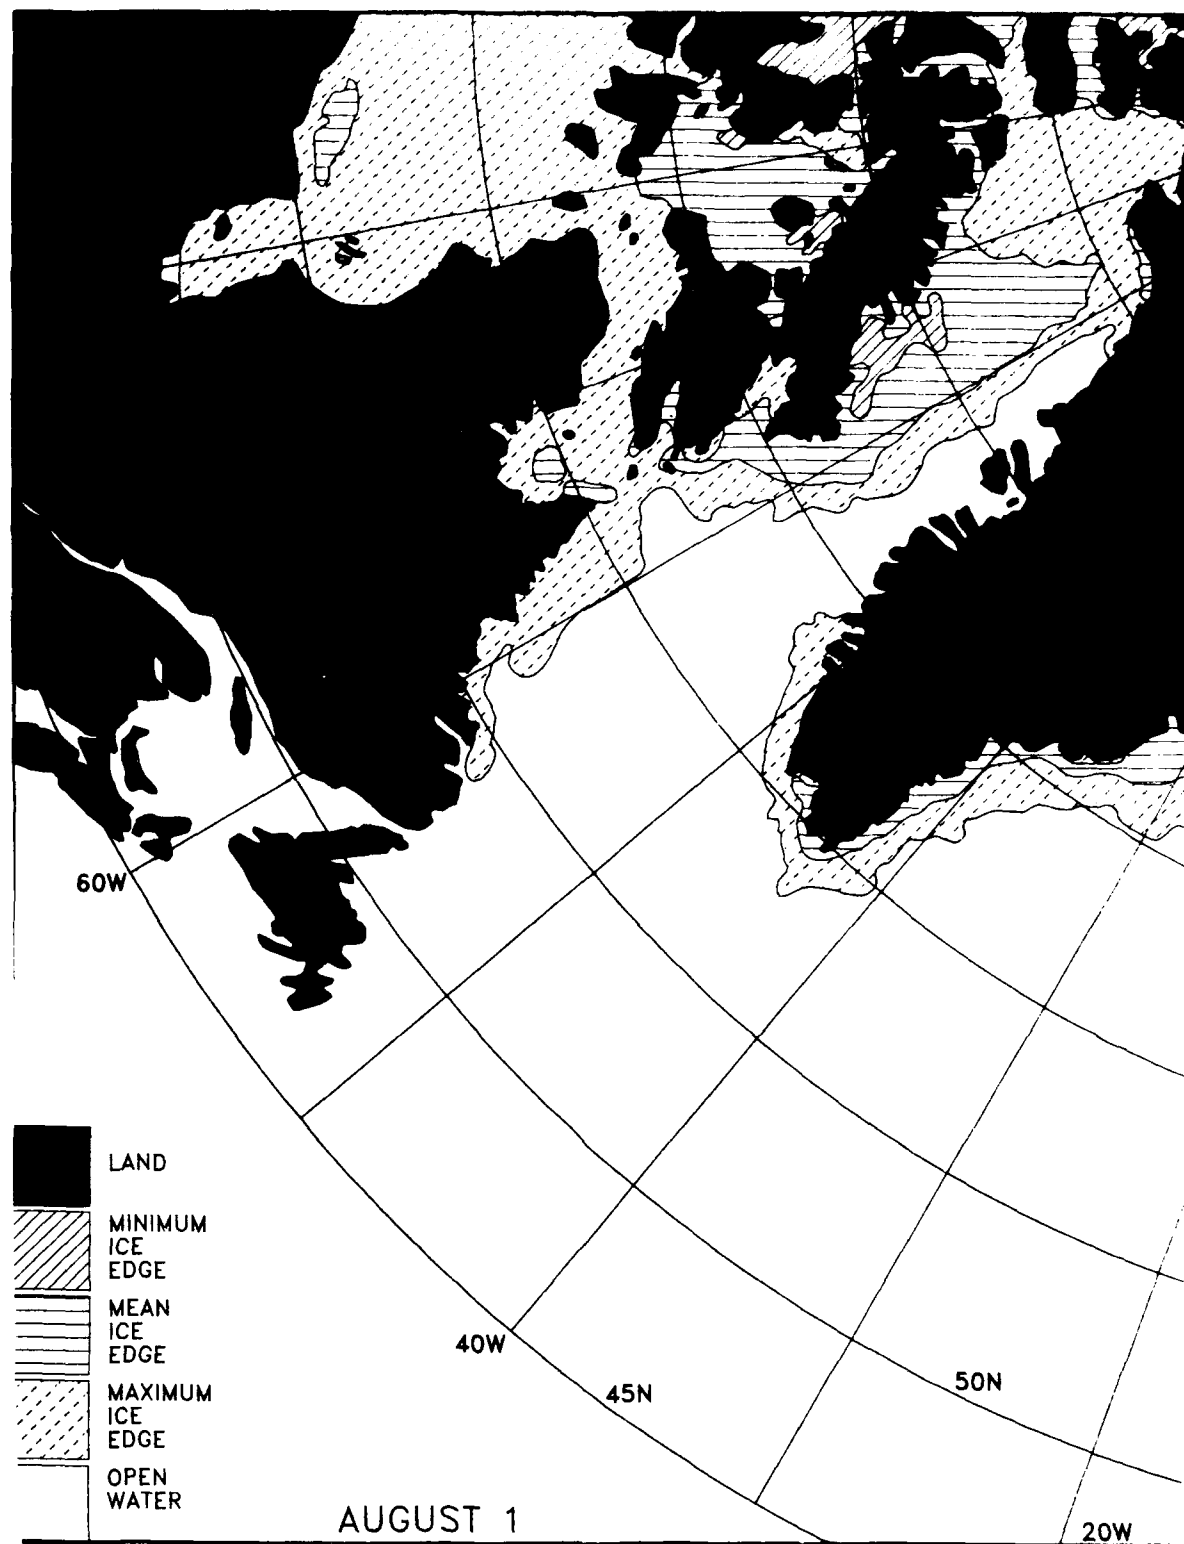 60W
LAND
MINIMUM
ICE
EDGE
MEAN
ICE
EDGE
MAXIMUM
ICE
EDGE
OPEN
WATER
40W
45N
50N
AUGUST 1
20W